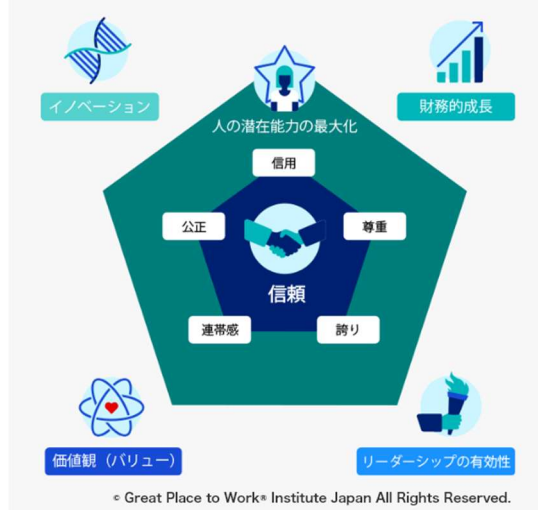 イノベーション
財務的成長
人の潜在能力の最大化
信用
公正
尊重
信頼
連帯感
誇り
価値観（バリュー）
リーダーシップの有効性
© Great Place to Work® Institute Japan All Rights Reserved.